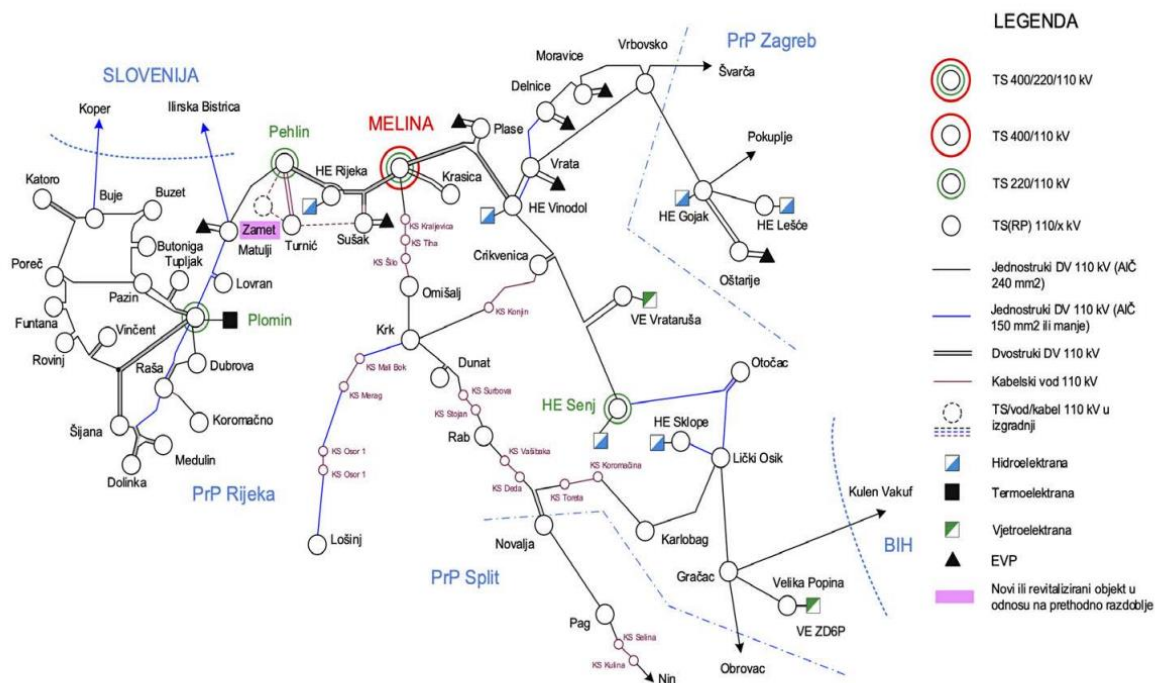 LEGENDA
TS 400/220/110 kV
TS 400/110 kV
TS 220/110 kV
TS(RP) 110/x kV
Jednostruki DV 110 kV (AlČ
240 mm2)
Jednostruki DV 110 kV (AlČ
150 mm2 ili manje)
Dvostruki DV 110 kV
Kabelski vod 110 kV
TS/vod/kabel 110 kV u
izgradnji
Hidroelektrana
Termoelektrana
Vjetroelektrana
EVP
Novi ili revitalizirani objekt u
odnosu na prethodno razdoblje
SLOVENIJA
PrP Zagreb
Koper
Ilirska Bistrica
Vrbovsko
Moravice
Švarča
Delnice
Pehlin
MELINA
Plase
Pokuplje
Katoro
Buje
Buzet
HE Rijeka
Krasica
Vrata
HE Vinodol
HE Gojak
HE Lešće
Zamet
Matulji
Turnić
Sušak
KS Kraljevica
KS Tiha
KS Šilo
Butoniga
Tupljak
Crikvenica
Oštarije
Poreč
Pazin
Lovran
Omišalj
KS Konjin
VE Vrataruša
Funtana
Vinčent
Plomin
Krk
Rovinj
Raša
Dubrova
KS Mali Bok
KS Merag
Dunat
KS Surbova
KS Stojan
Otočac
Koromačno
HE Senj
HE Sklope
Šijana
Medulin
Dolinka
Rab
KS Osor 1
KS Osor 1
KS Vašibaka
KS Deda
KS Koromačina
KS Toreta
Lički Osik
PrP Rijeka
Kulen Vakuf
Lošinj
Novalja
Karlobag
BIH
PrP Split
Gračac
Velika Popina
VE ZD6P
Pag
KS Selina
KS Kulina
Nin
Obrovac